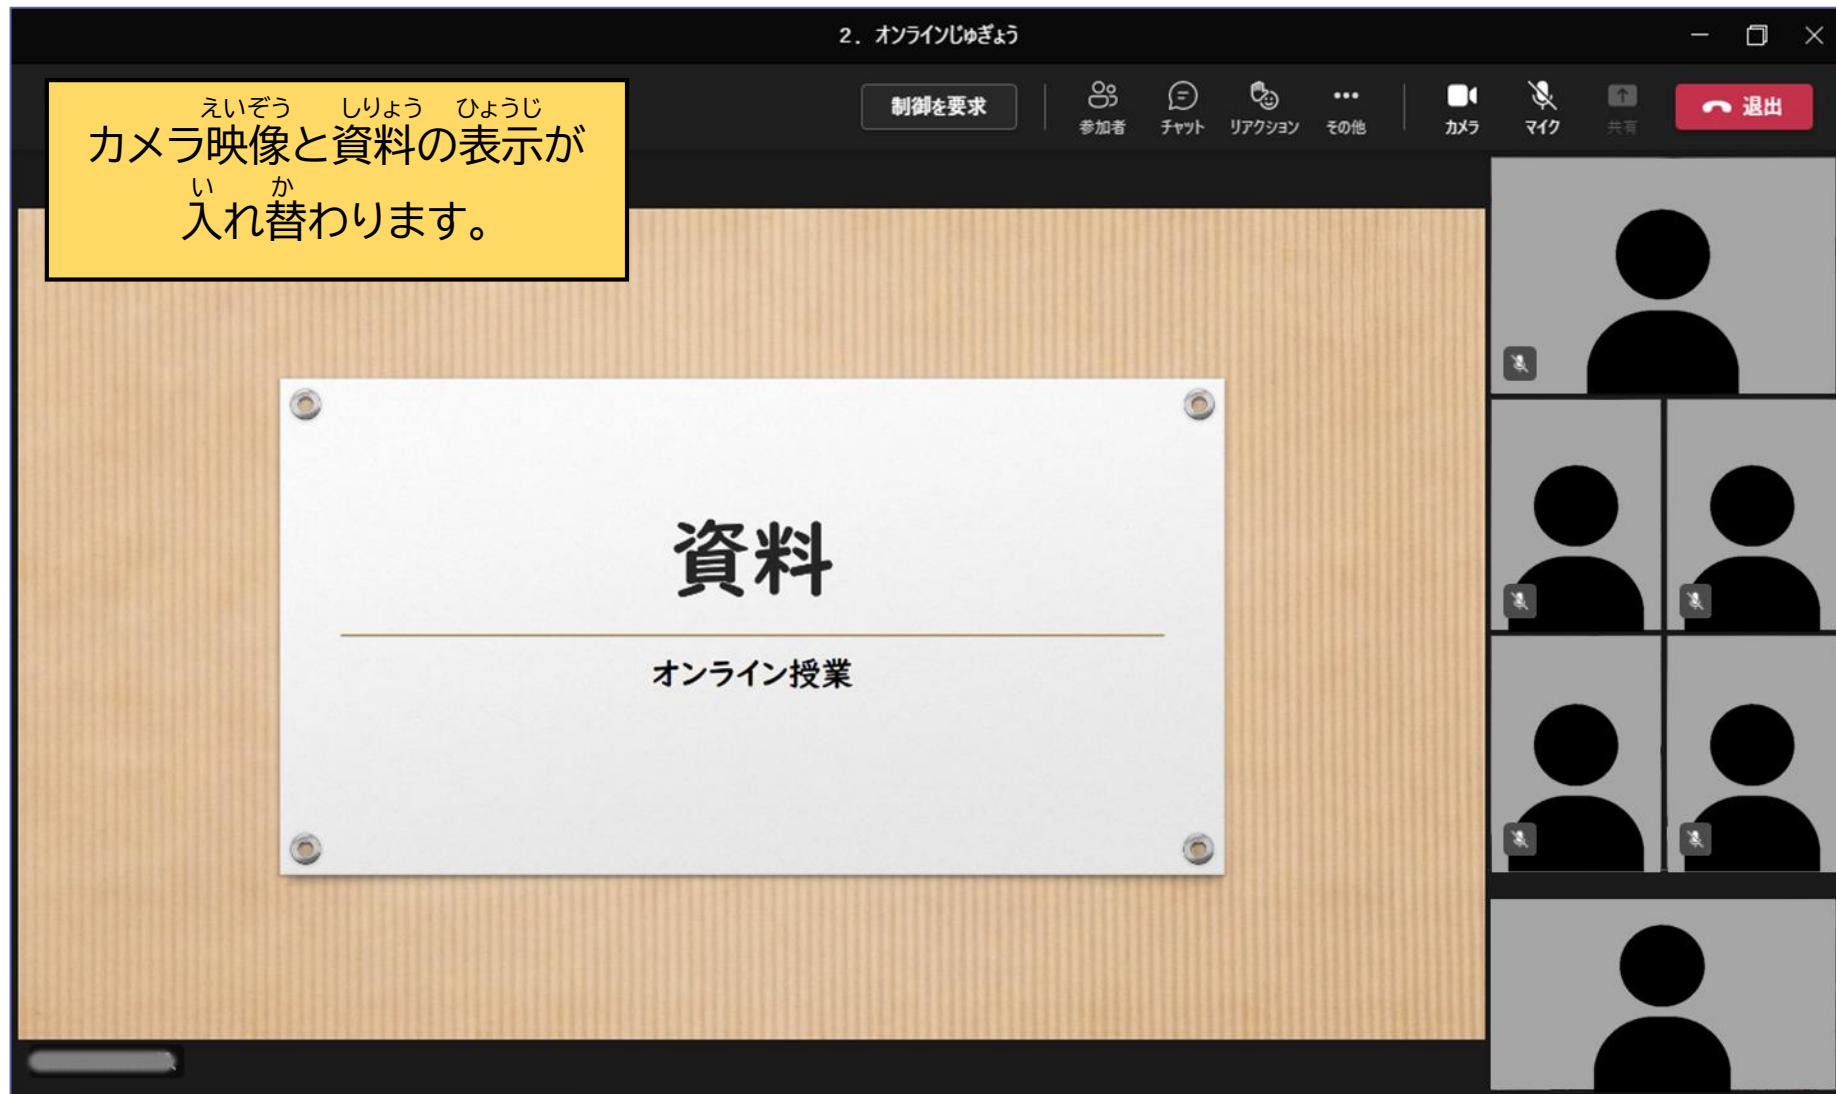 2. オンラインじゅぎょう
えいぞう しりょう ひょうじ
カメラ映像と資料の表示が
い か
入れ替わります。
制御を要求
参加者
チャット
リアクション
その他
カメラ
マイク
共有
退出
資料
オンライン授業